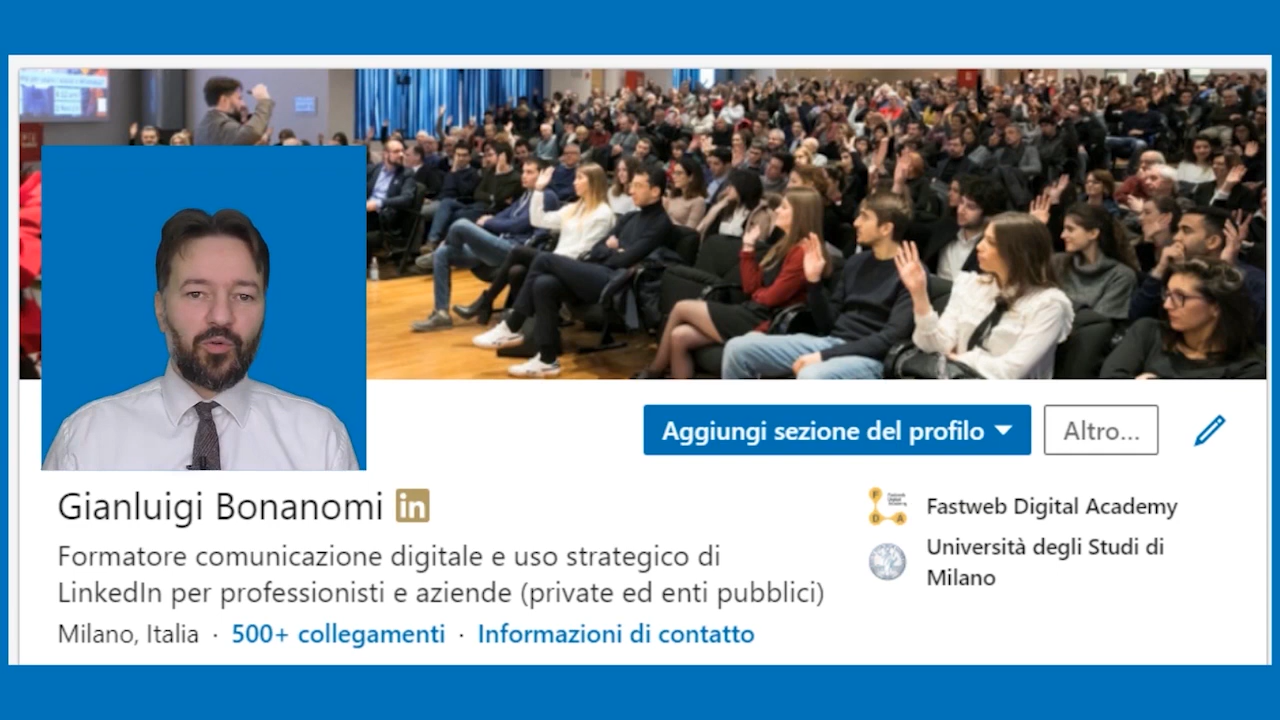 Aggiungi sezione del profilo
Altro...
Gianluigi Bonanomi in
Formatore comunicazione digitale e uso strategico di
LinkedIn per professionisti e aziende (private ed enti pubblici)
Milano, Italia · 500+ collegamenti · Informazioni di contatto
Fastweb Digital Academy
Università degli Studi di
Milano